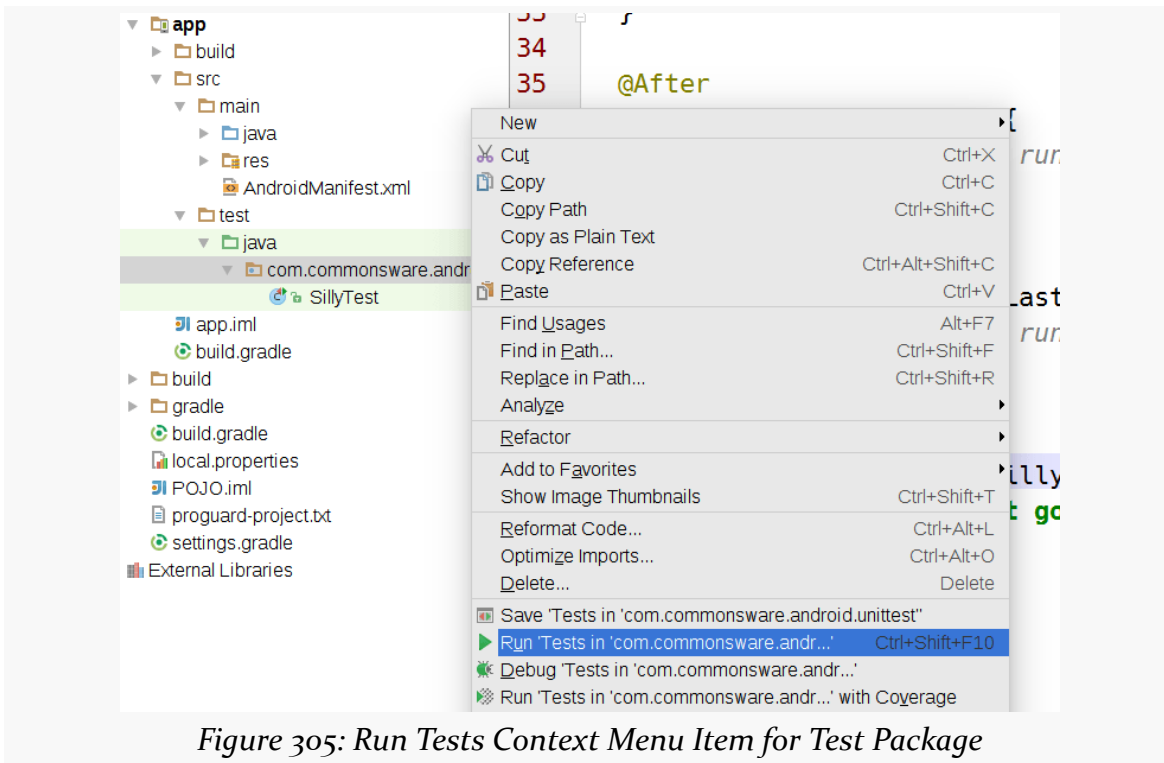 app
build
src
main
java
res
AndroidManifest.xml
test
java
com.commonsware.andr
SillyTest
app.iml
build.gradle
build
gradle
build.gradle
local.properties
POJO.iml
proguard-project.txt
settings.gradle
External Libraries
33 }
34
35 @After
{
run
Last
run
illy
t go
New
Cut Ctrl+X
Copy Ctrl+C
Copy Path Ctrl+Shift+C
Copy as Plain Text
Copy Reference Ctrl+Alt+Shift+C
Paste Ctrl+V
Find Usages Alt+F7
Find in Path... Ctrl+Shift+F
Replace in Path... Ctrl+Shift+R
Analyze
Refactor
Add to Favorites
Show Image Thumbnails Ctrl+Shift+T
Reformat Code... Ctrl+Alt+L
Optimize Imports... Ctrl+Alt+O
Delete... Delete
Save 'Tests in 'com.commonsware.android.unittest''
Run 'Tests in 'com.commonsware.andr...' Ctrl+Shift+F10
Debug 'Tests in 'com.commonsware.andr...'
Run 'Tests in 'com.commonsware.andr...' with Coverage
Figure 305: Run Tests Context Menu Item for Test Package